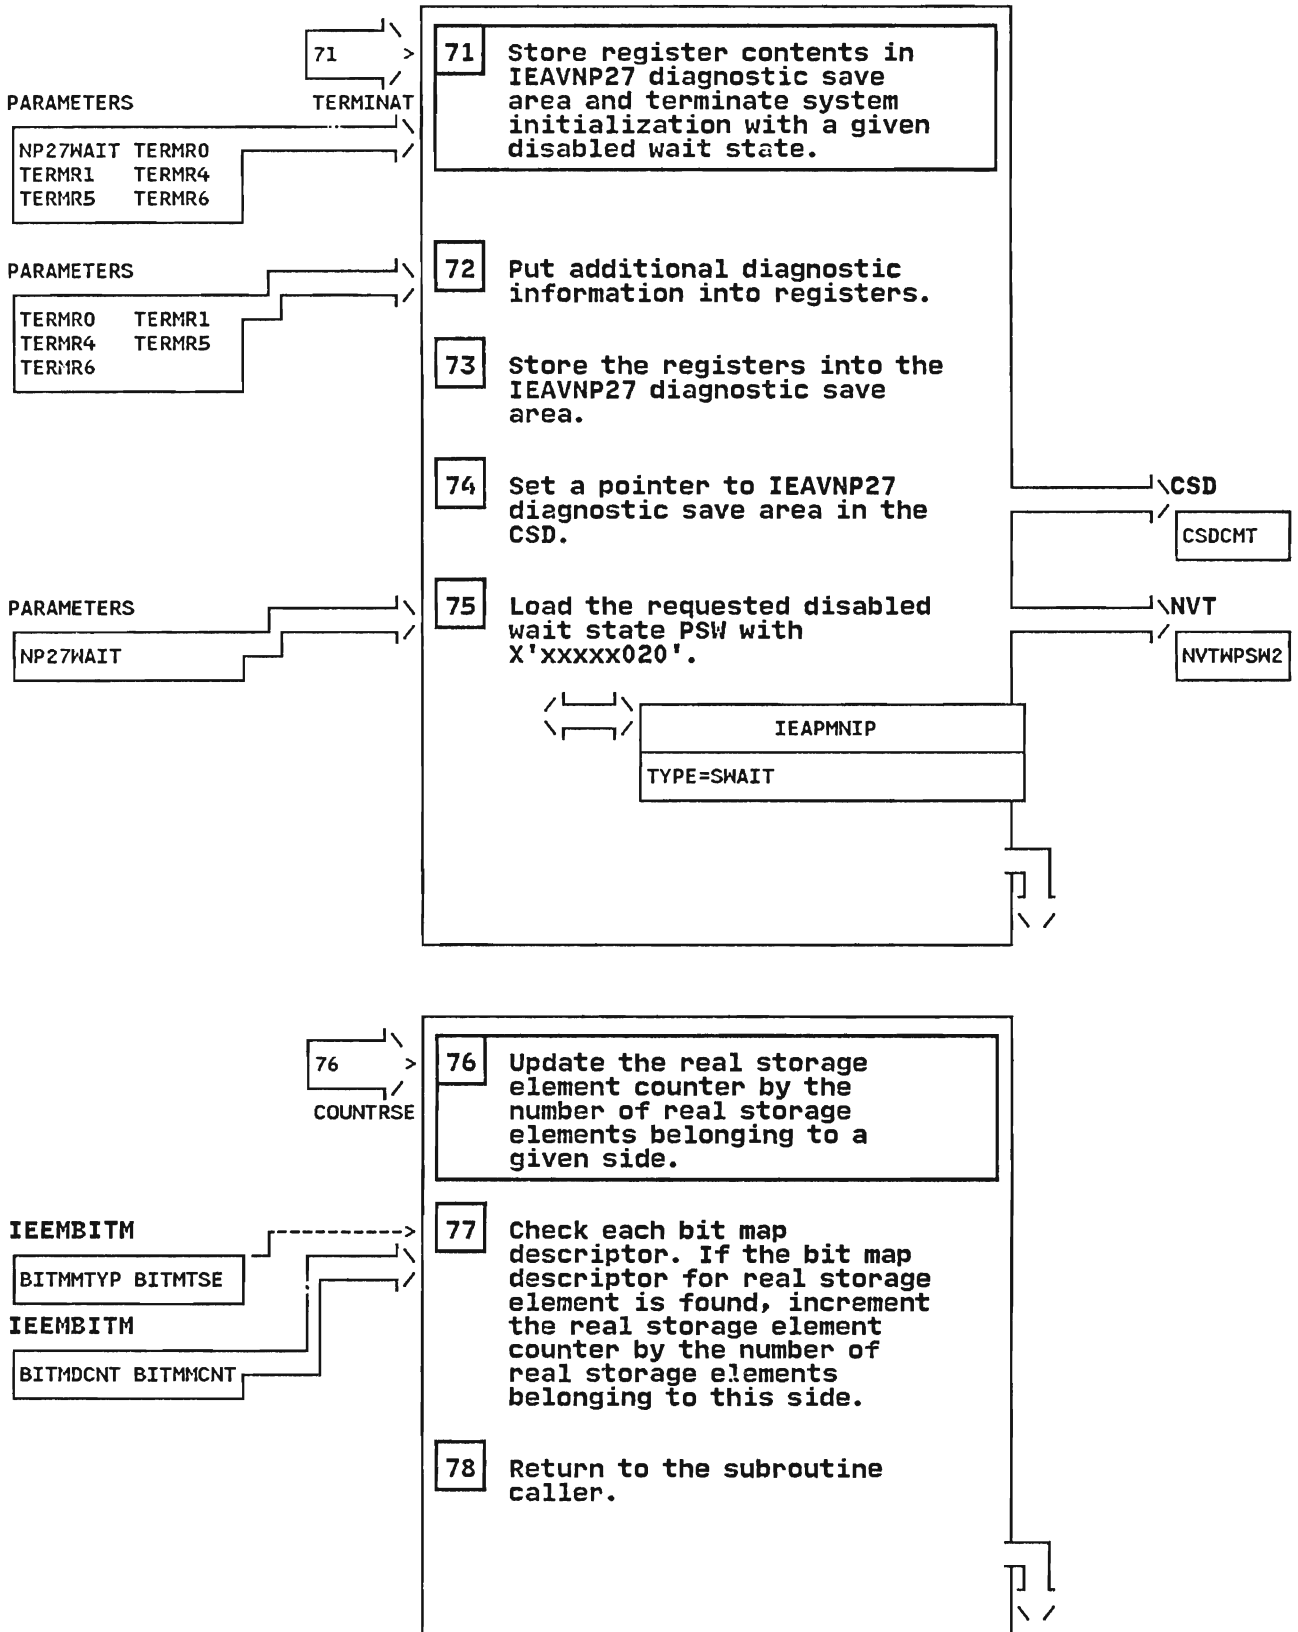 71
TERMINAT
71 Store register contents in
IEAVNP27 diagnostic save
area and terminate system
initialization with a given
disabled wait state.
PARAMETERS
NP27WAIT TERMR0
TERMR1 TERMR4
TERMR5 TERMR6
PARAMETERS
TERMR0 TERMR1
TERMR4 TERMR5
TERMR6
72 Put additional diagnostic
information into registers.
73 Store the registers into the
IEAVNP27 diagnostic save
area.
74 Set a pointer to IEAVNP27
diagnostic save area in the
CSD.
CSD
CSDCMT
PARAMETERS
NP27WAIT
75 Load the requested disabled
wait state PSW with
X'xxxxx020'.
NVT
NVTWPSW2
IEAPMNIP
TYPE=SWAIT
76
COUNTRSE
76 Update the real storage
element counter by the
number of real storage
elements belonging to a
given side.
IEEMBITM
BITMMTYP BITMTSE
IEEMBITM
BITMDCNT BITMMCNT
77 Check each bit map
descriptor. If the bit map
descriptor for real storage
element is found, increment
the real storage element
counter by the number of
real storage elements
belonging to this side.
78 Return to the subroutine
caller.